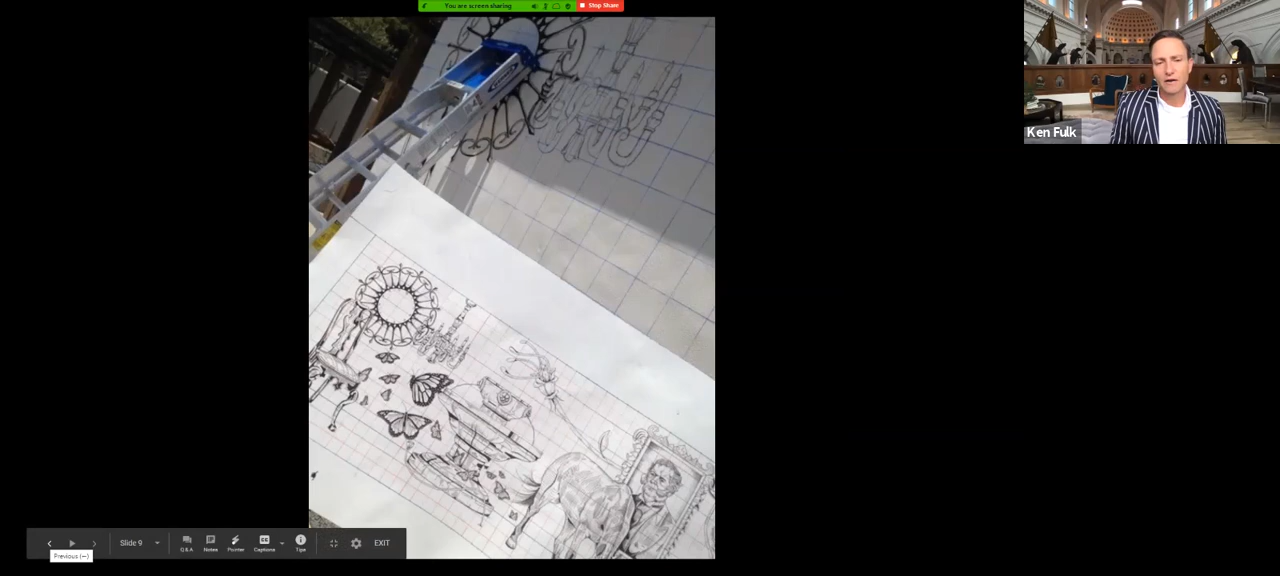 You are screen sharing
Stop Share
Ken Fulk
Slide 9
Q&A
Notes
Pointer
Captions
Tips
EXIT
Previous (←)